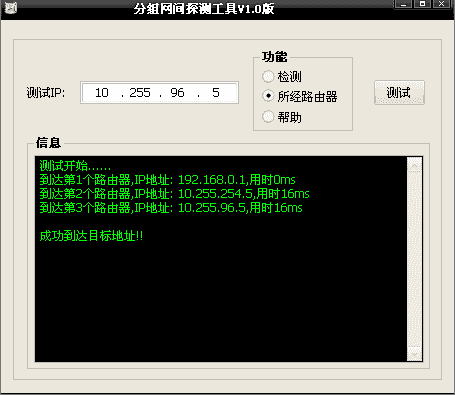 分组网间探测工具V1.0版
功能
测试IP: 10 . 255 . 96 . 5
检测
所经路由器
帮助
测试
信息
测试开始......
到达第1个路由器,IP地址: 192.168.0.1,用时0ms
到达第2个路由器,IP地址: 10.255.254.5,用时16ms
到达第3个路由器,IP地址: 10.255.96.5,用时16ms
成功到达目标地址!!